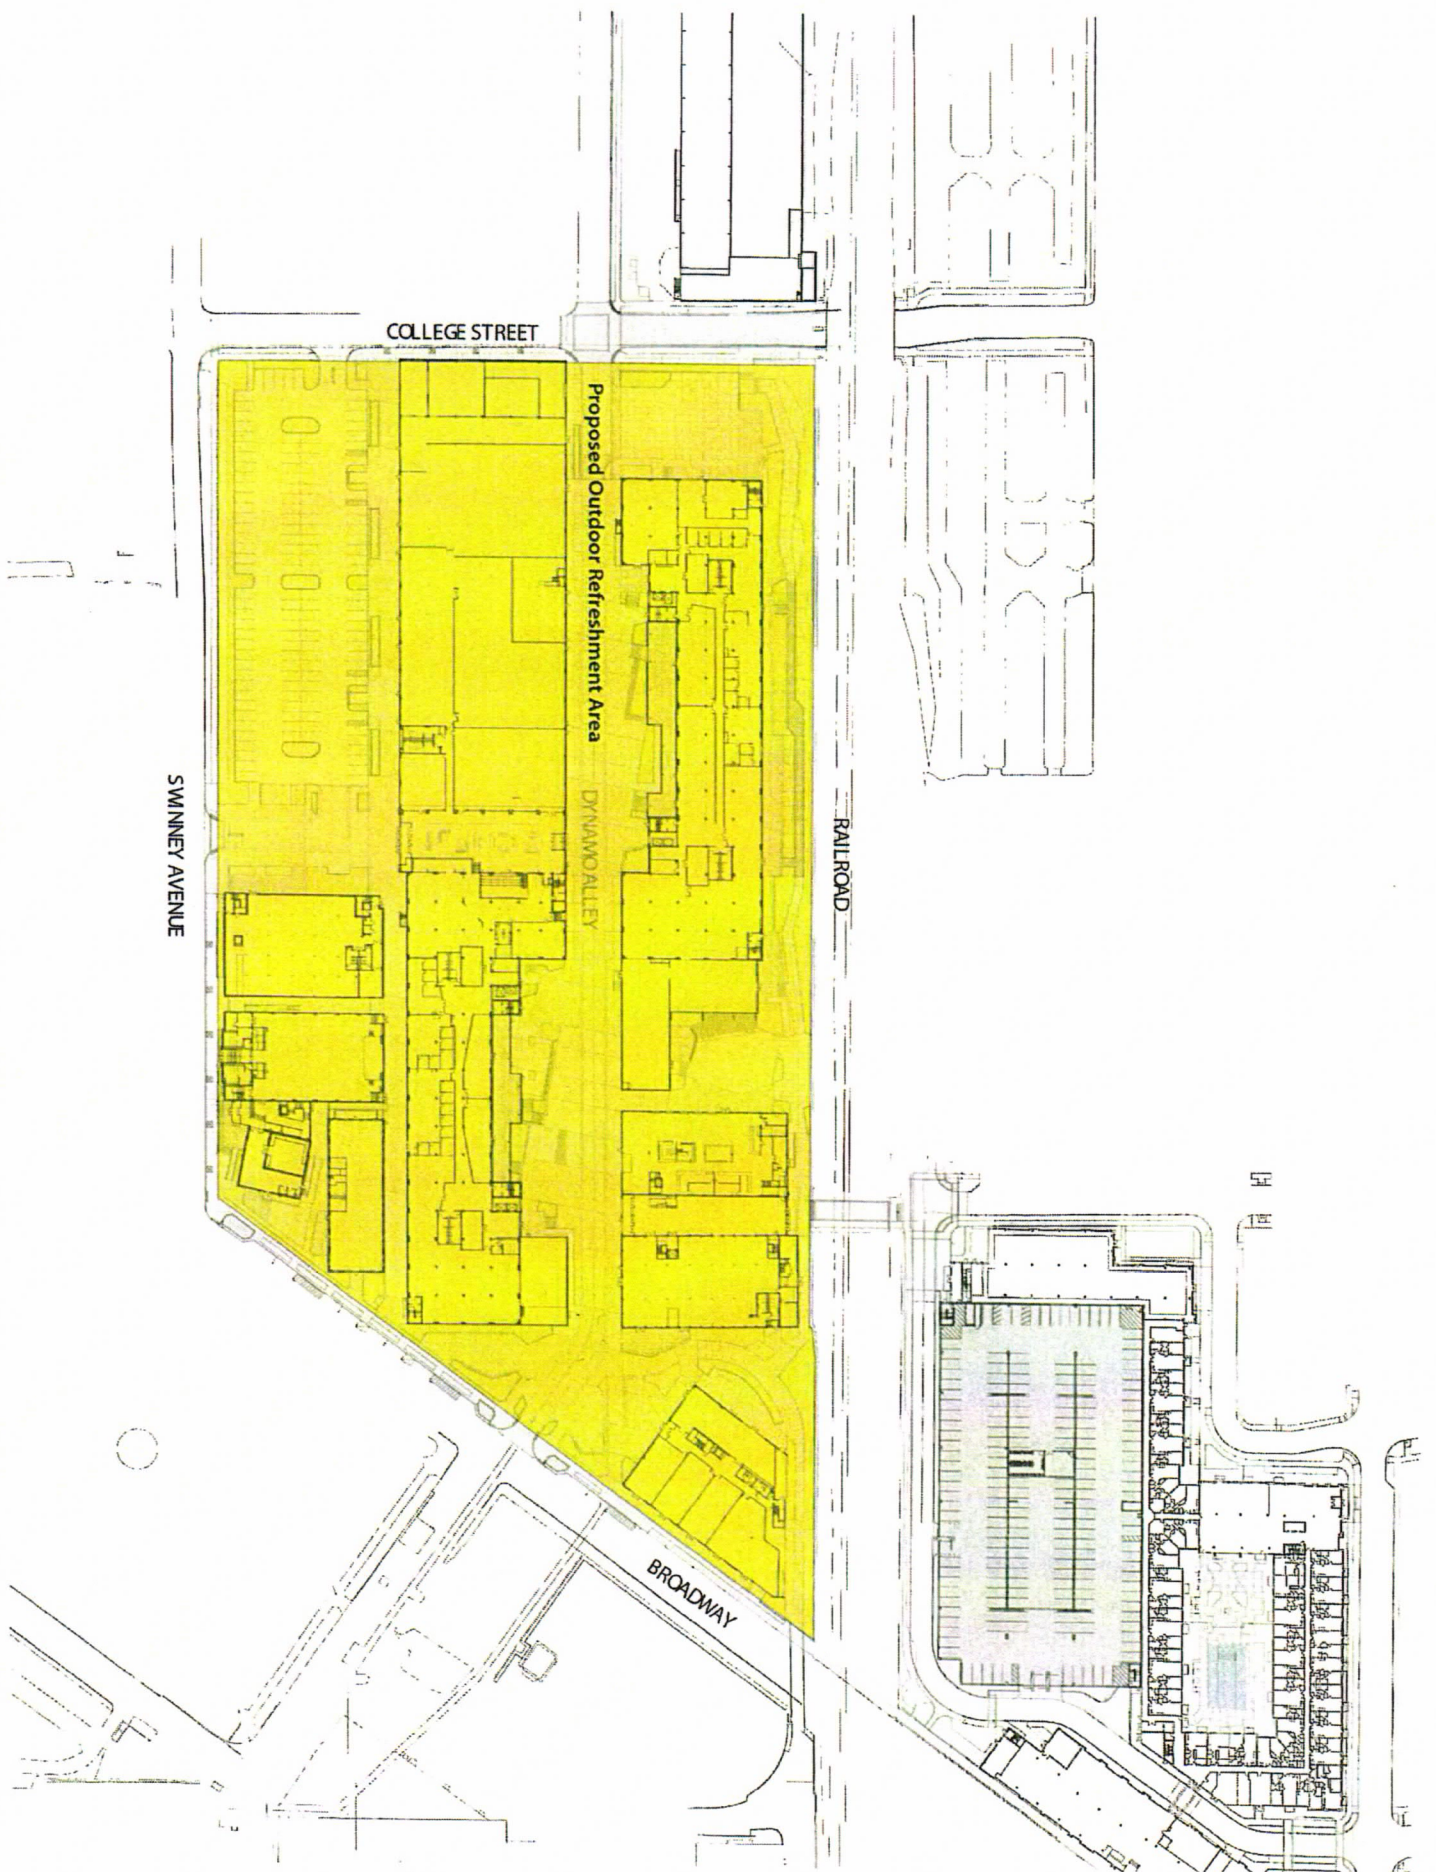 COLLEGE STREET
Proposed Outdoor Refreshment Area
DYNAMO ALLEY
SWINNEY AVENUE
RAILROAD
BROADWAY